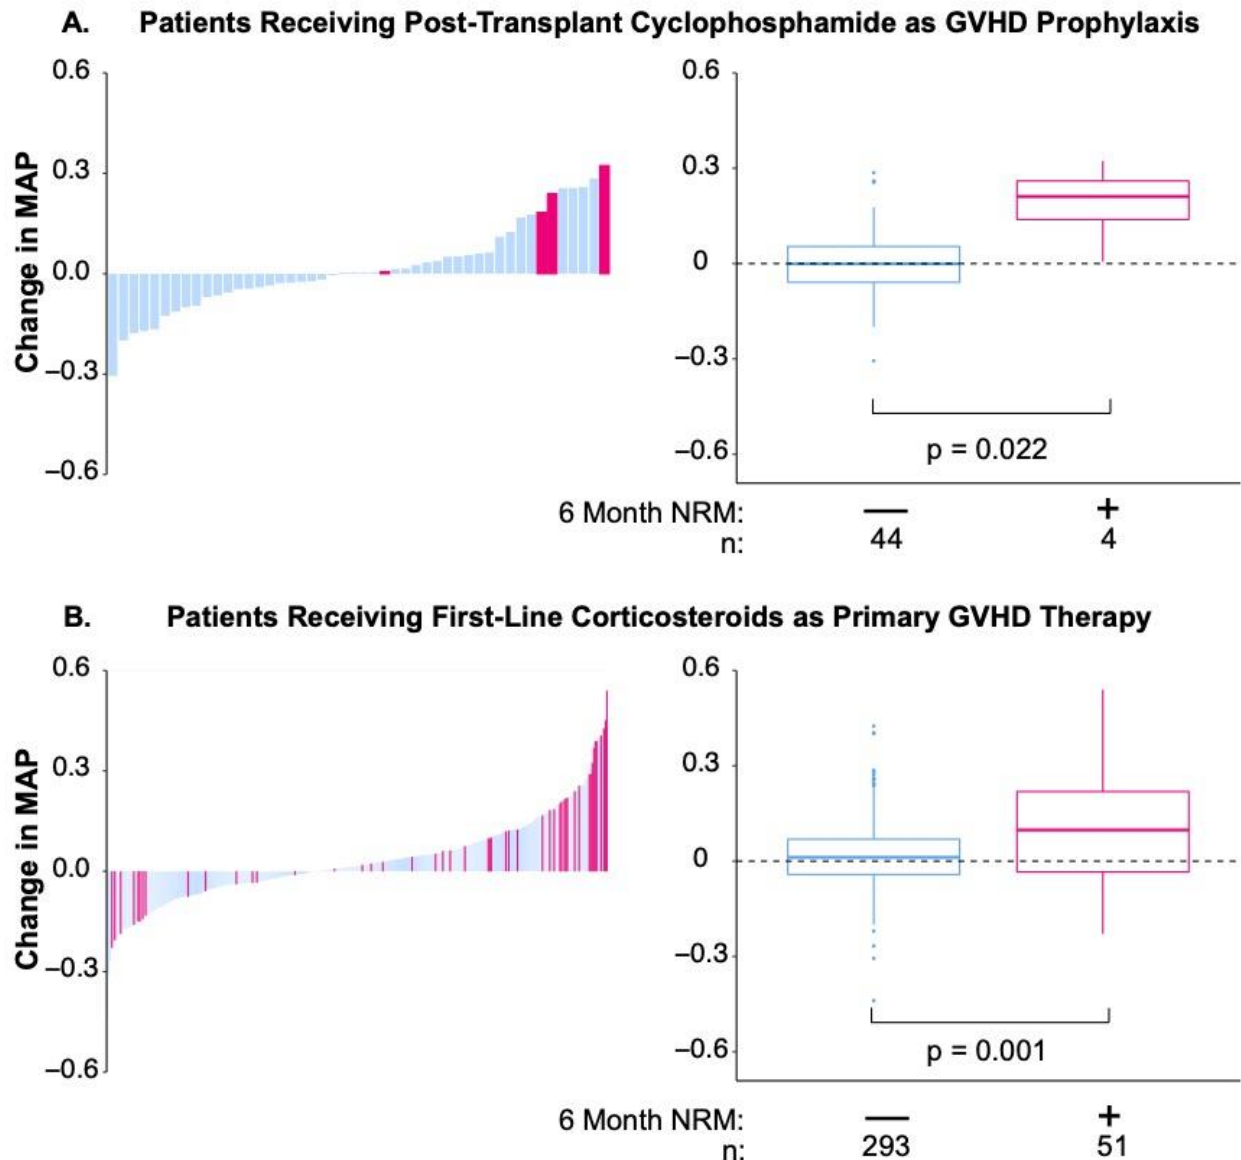 A. Patients Receiving Post-Transplant Cyclophosphamide as GVHD Prophylaxis
Change in MAP
0.6
0.3
0.0
–0.3
–0.6
0.6
0.3
0
–0.3
–0.6
p = 0.022
6 Month NRM: — +
n: 44 4
B. Patients Receiving First-Line Corticosteroids as Primary GVHD Therapy
Change in MAP
0.6
0.3
0.0
–0.3
–0.6
0.6
0.3
0
–0.3
–0.6
p = 0.001
6 Month NRM: — +
n: 293 51